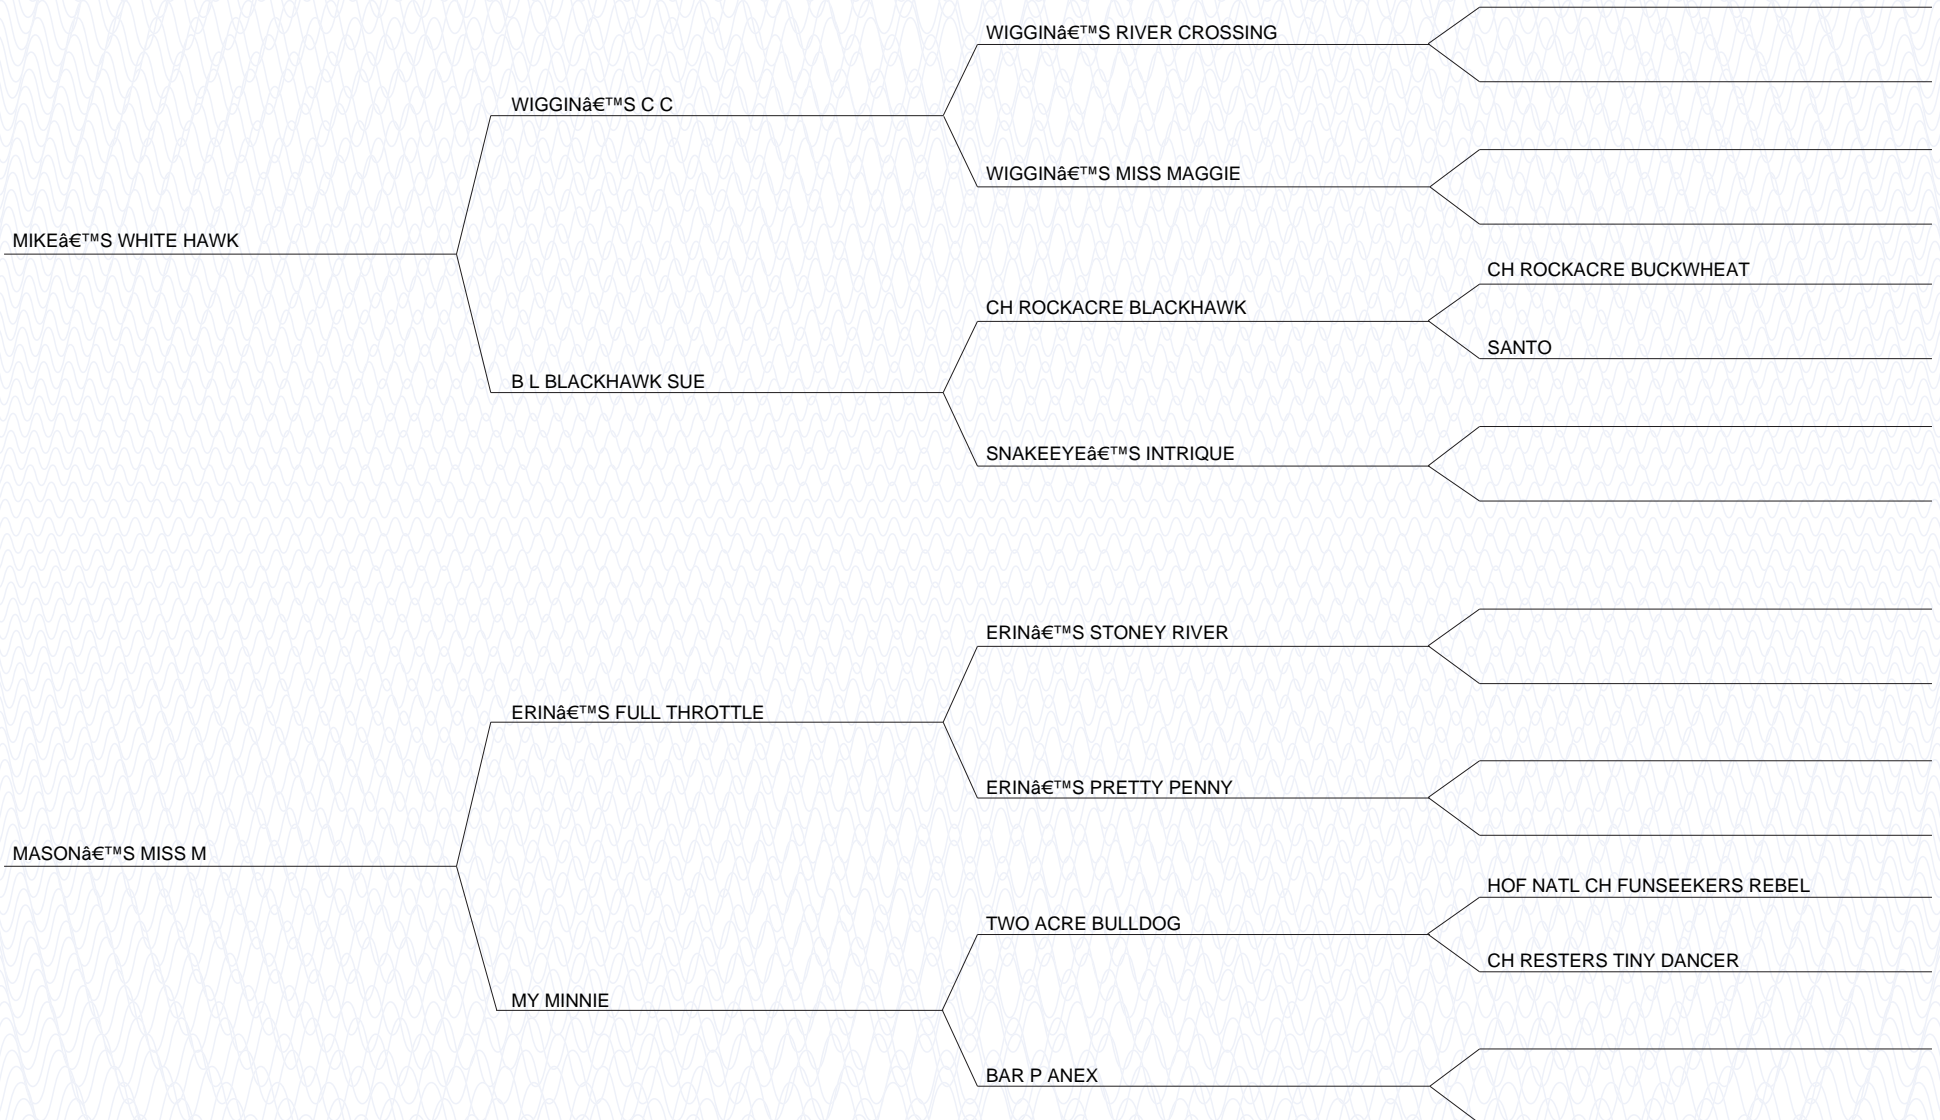 WIGGINâ€™S RIVER CROSSING
WIGGINâ€™S C C
WIGGINâ€™S MISS MAGGIE
MIKEâ€™S WHITE HAWK
CH ROCKACRE BUCKWHEAT
CH ROCKACRE BLACKHAWK
SANTO
B L BLACKHAWK SUE
SNAKEEYEâ€™S INTRIQUE
ERINâ€™S STONEY RIVER
ERINâ€™S FULL THROTTLE
ERINâ€™S PRETTY PENNY
MASONâ€™S MISS M
HOF NATL CH FUNSEEKERS REBEL
TWO ACRE BULLDOG
CH RESTERS TINY DANCER
MY MINNIE
BAR P ANEX